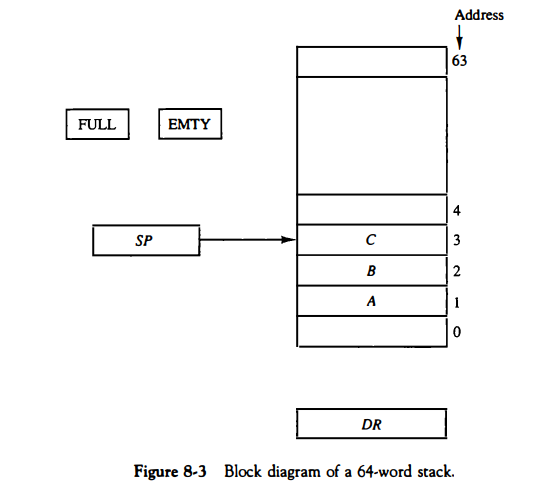 Address
63
FULL EMTY
4
SP C 3
B 2
A 1
0
DR
Figure 8-3 Block diagram of a 64-word stack.